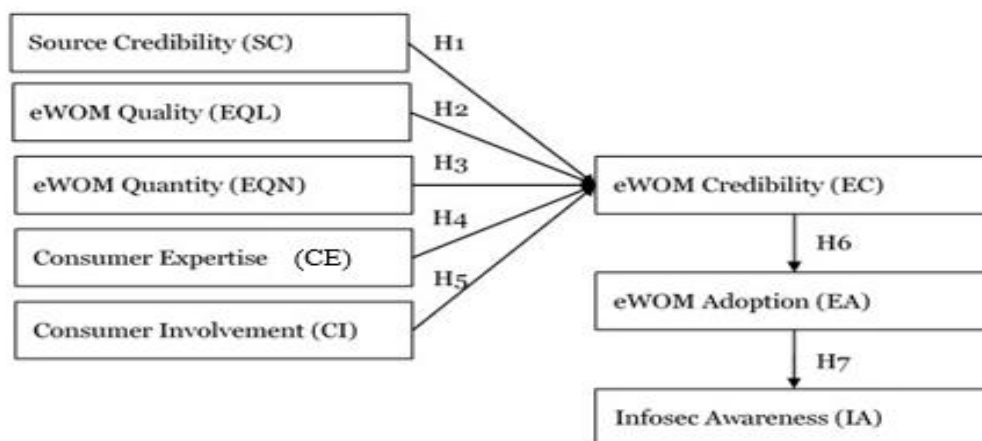 Source Credibility (SC)
H1
eWOM Quality (EQL)
H2
eWOM Quantity (EQN)
H3
eWOM Credibility (EC)
H4
Consumer Expertise (CE)
H6
H5
eWOM Adoption (EA)
Consumer Involvement (CI)
H7
Infosec Awareness (IA)